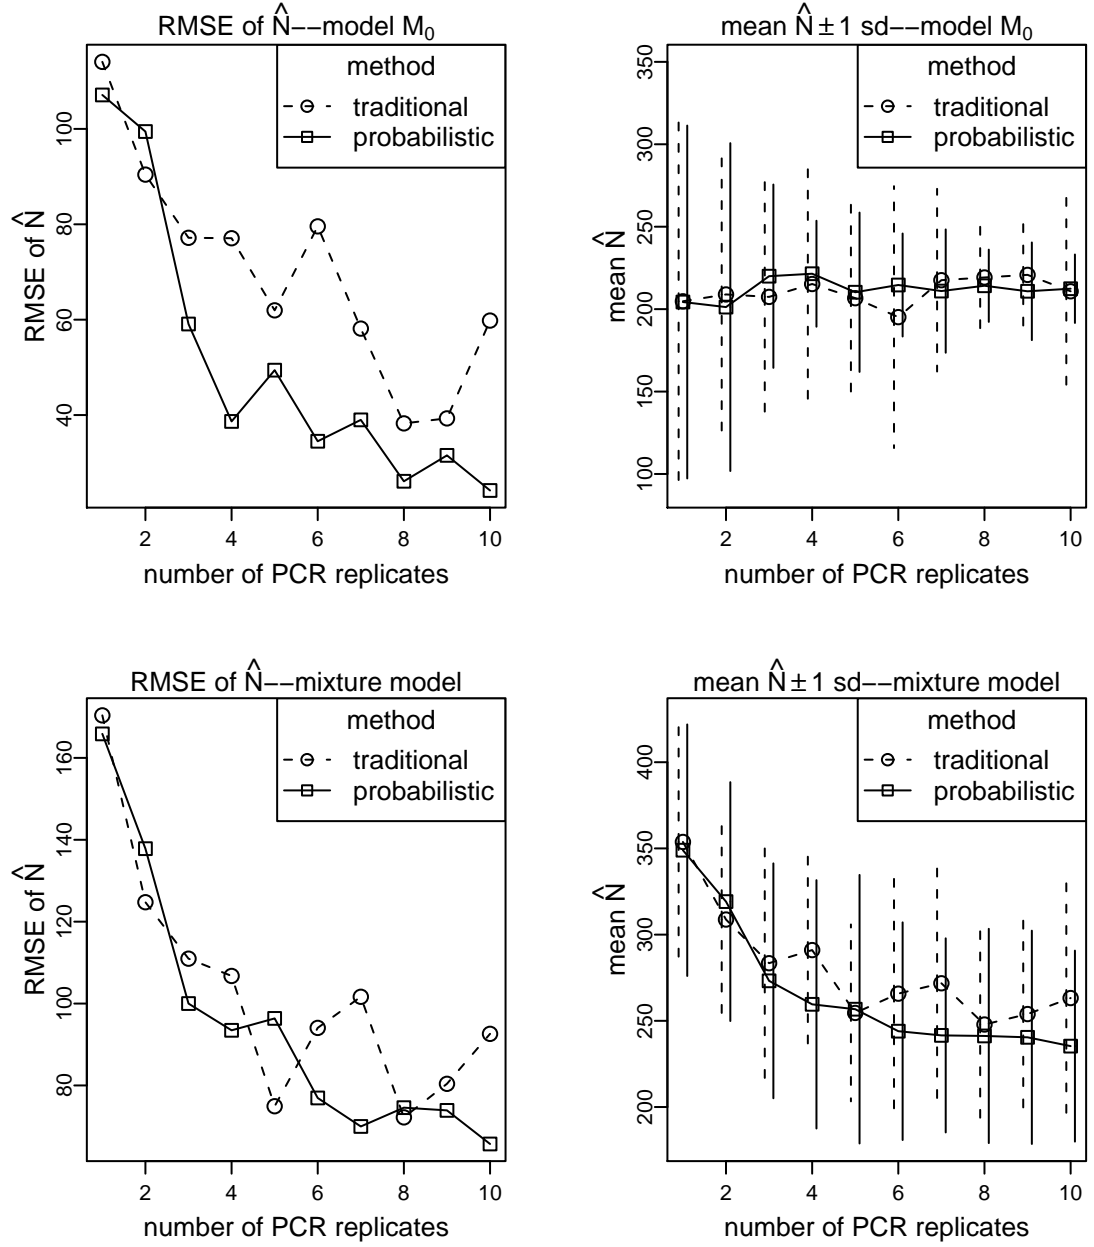 RMSE of N̂−−model M₀
RMSE of N̂
100
80
60
40
method
traditional
probabilistic
2 4 6 8 10
number of PCR replicates
mean N̂ ± 1 sd−−model M₀
mean N̂
350
300
250
200
150
100
method
traditional
probabilistic
2 4 6 8 10
number of PCR replicates
RMSE of N̂−−mixture model
RMSE of N̂
160
140
120
100
80
method
traditional
probabilistic
2 4 6 8 10
number of PCR replicates
mean N̂ ± 1 sd−−mixture model
mean N̂
400
350
300
250
200
method
traditional
probabilistic
2 4 6 8 10
number of PCR replicates